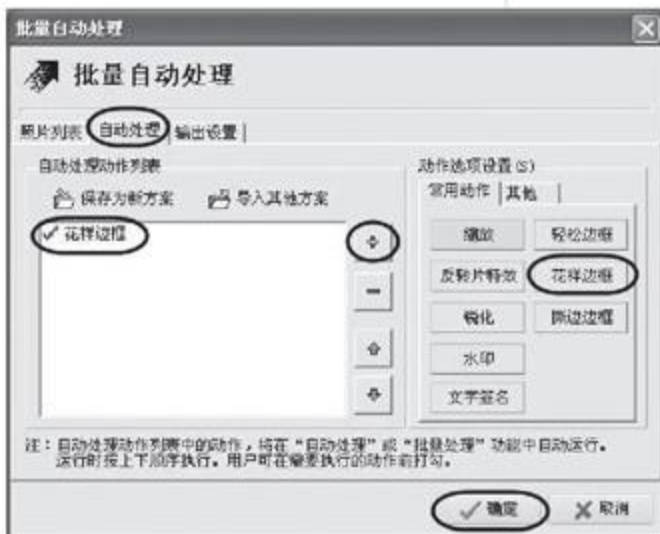 批量自动处理
批量自动处理
照片列表 自动处理 输出设置
自动处理动作列表
保存为新方案 导入其他方案
花样边框
动作选项设置(S)
常用动作 其他
缩放 轻松边框
反转片特效 花样边框
锐化 撕边边框
水印
文字签名
注：自动处理动作列表中的动作，将在“自动处理”或“批量处理”功能中自动运行。
运行时按上下顺序执行。用户可在需要执行的动作前打勾。
确定 取消